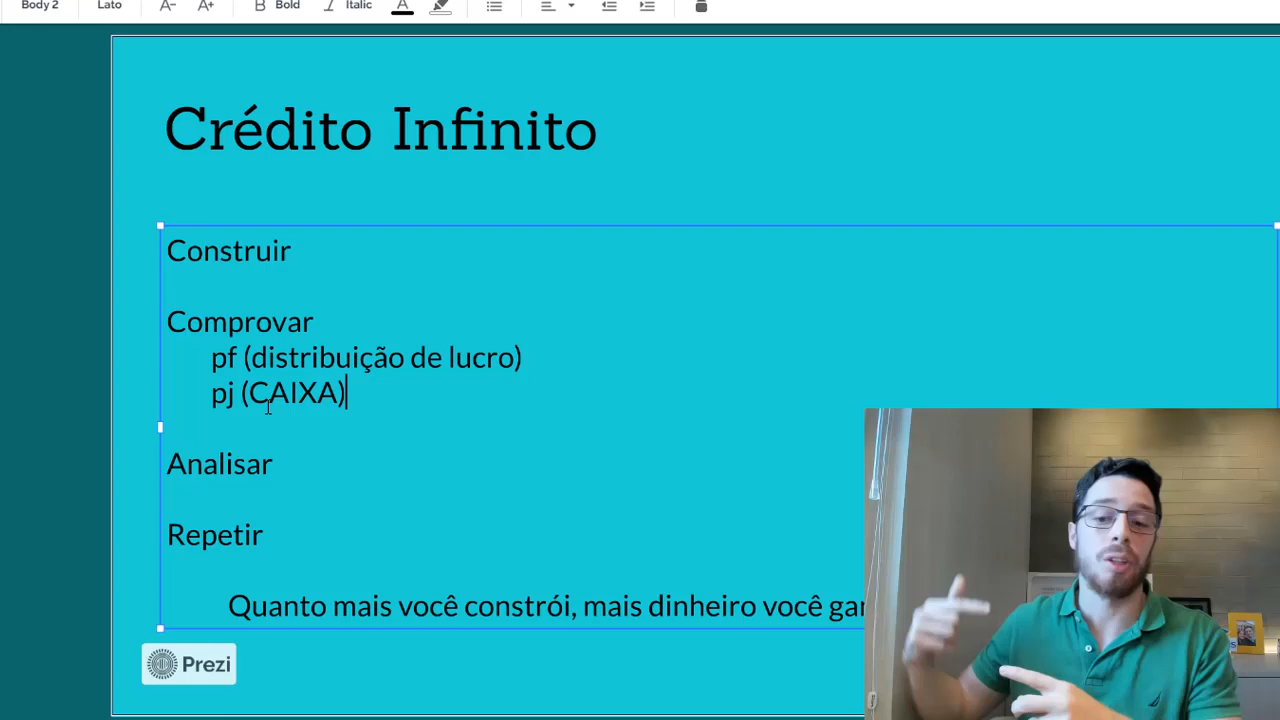 Body 2 Lato A- A+ B Bold I Italic A
Crédito Infinito
Construir
Comprovar
pf (distribuição de lucro)
pj (CAIXA)
Analisar
Repetir
Quanto mais você constrói, mais dinheiro você
Prezi